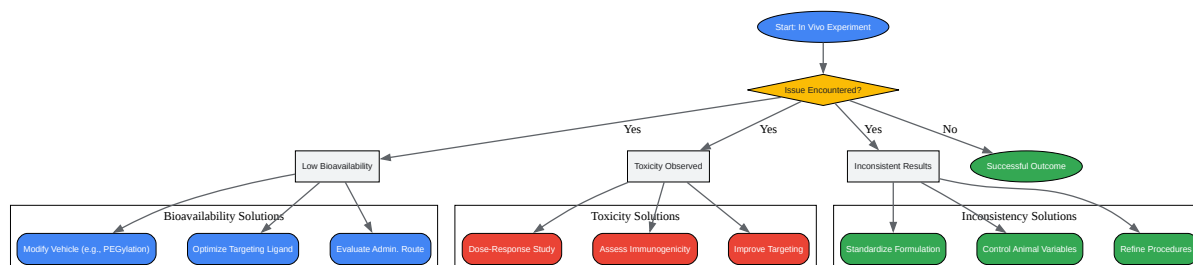 Start: In Vivo Experiment
Issue Encountered?
Yes
Yes
Yes
No
Low Bioavailability
Toxicity Observed
Inconsistent Results
Successful Outcome
Bioavailability Solutions
Toxicity Solutions
Inconsistency Solutions
Modify Vehicle (e.g., PEGylation)
Optimize Targeting Ligand
Evaluate Admin. Route
Dose-Response Study
Assess Immunogenicity
Improve Targeting
Standardize Formulation
Control Animal Variables
Refine Procedures